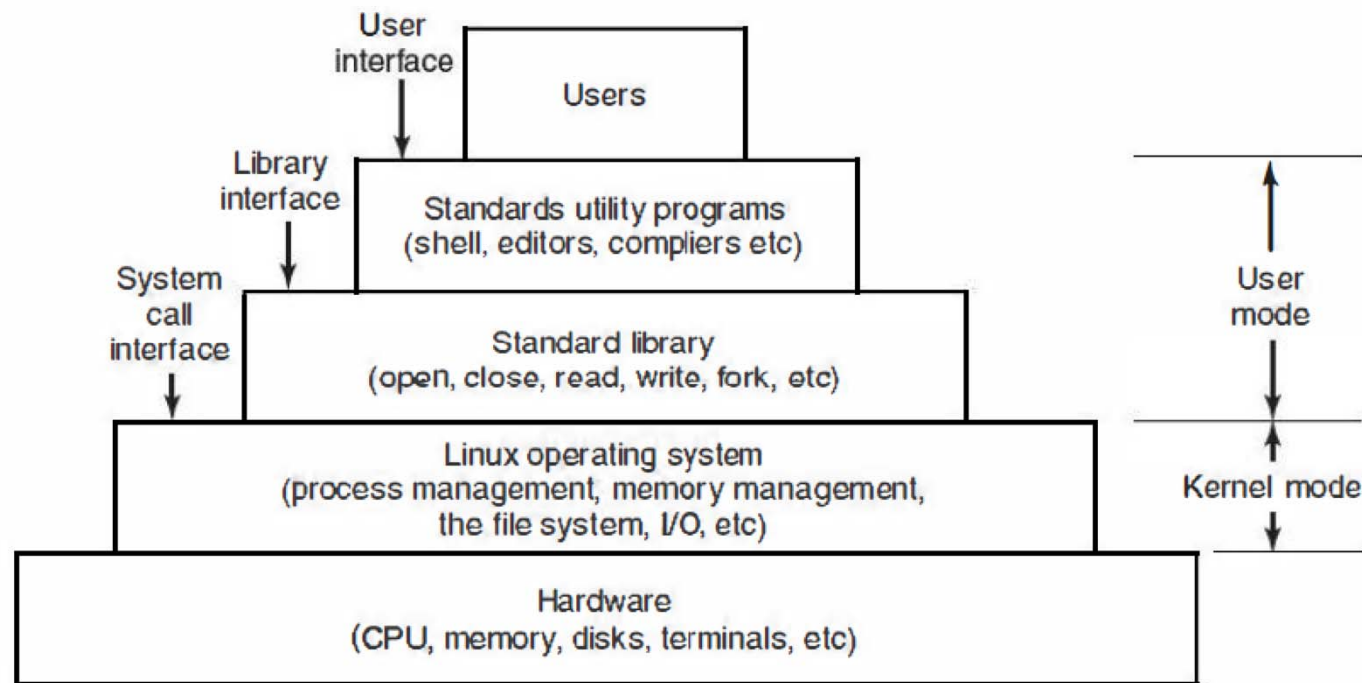 User
interface
Users
Library
interface
Standards utility programs
(shell, editors, compliers etc)
System
call
interface
User
mode
Standard library
(open, close, read, write, fork, etc)
Linux operating system
(process management, memory management,
the file system, I/O, etc)
Kernel mode
Hardware
(CPU, memory, disks, terminals, etc)